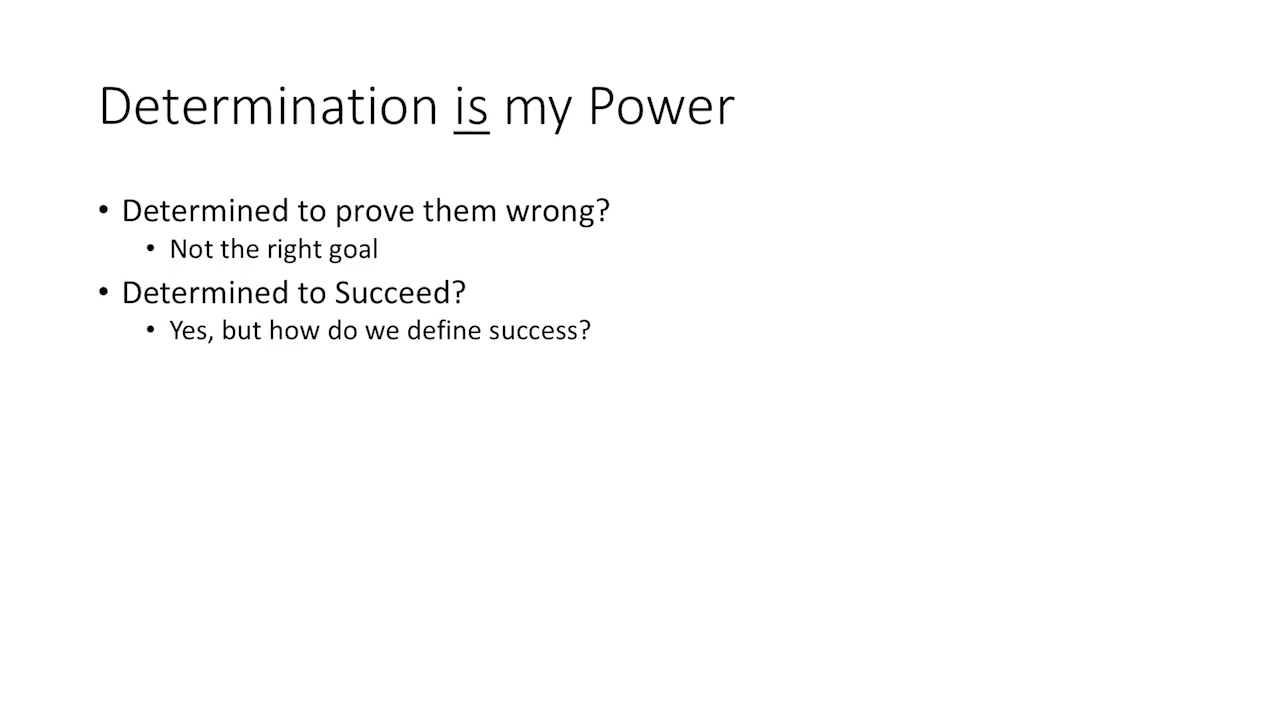 Determination is my Power
• Determined to prove them wrong?
• Not the right goal
• Determined to Succeed?
• Yes, but how do we define success?